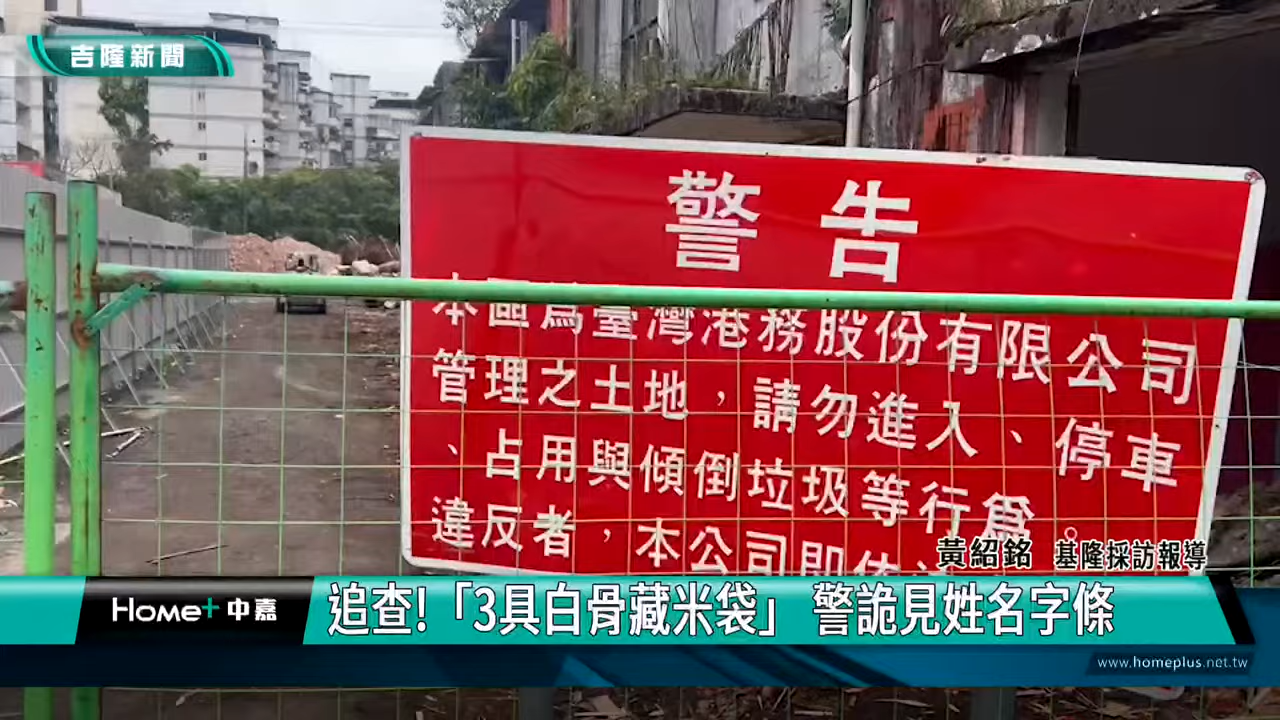 吉隆新聞
警告
本區為臺灣港務股份有限公司
管理之土地，請勿進入、停車
、占用與傾倒垃圾等行為。
違反者，本公司即依
黃紹銘 基隆採訪報導
Home+中嘉
追查!「3具白骨藏米袋」 警詭見姓名字條
www.homeplus.net.tw